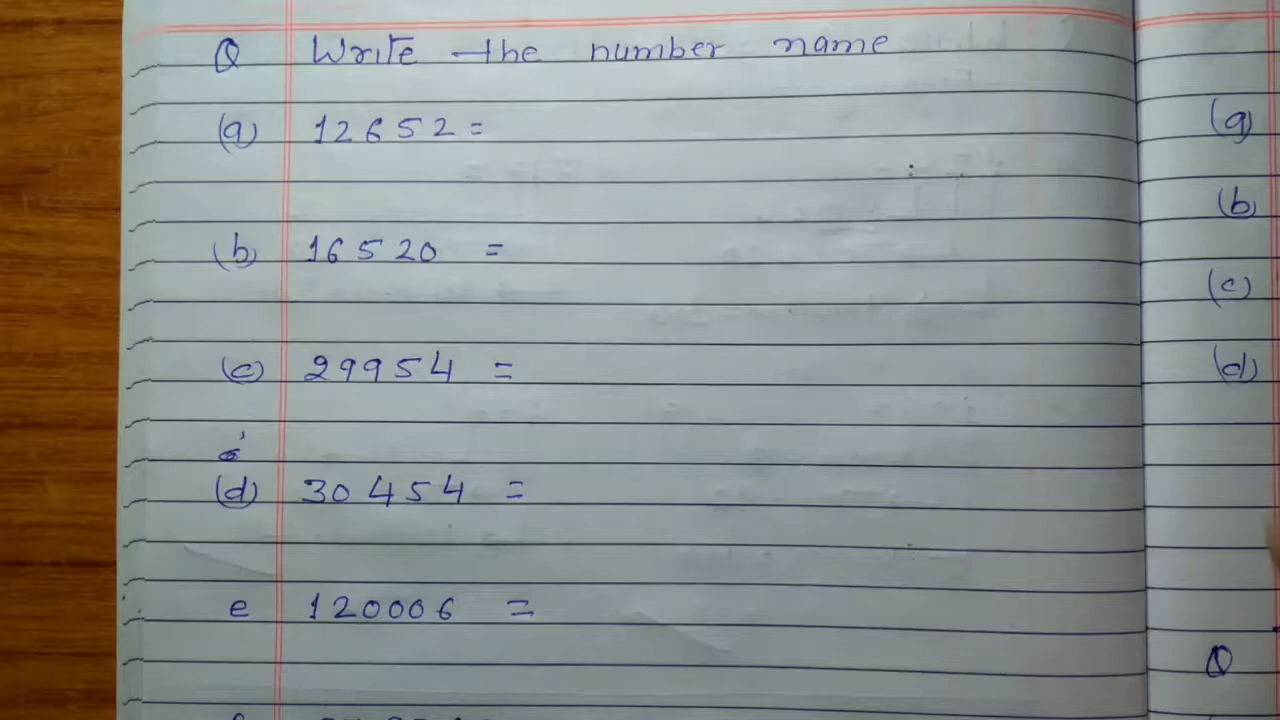 Q Write the number name
(a) 12652 =
(b) 16520 =
(c) 29954 =
(d) 30454 =
e 120006 =
(a)
(b)
(c)
(d)
Q